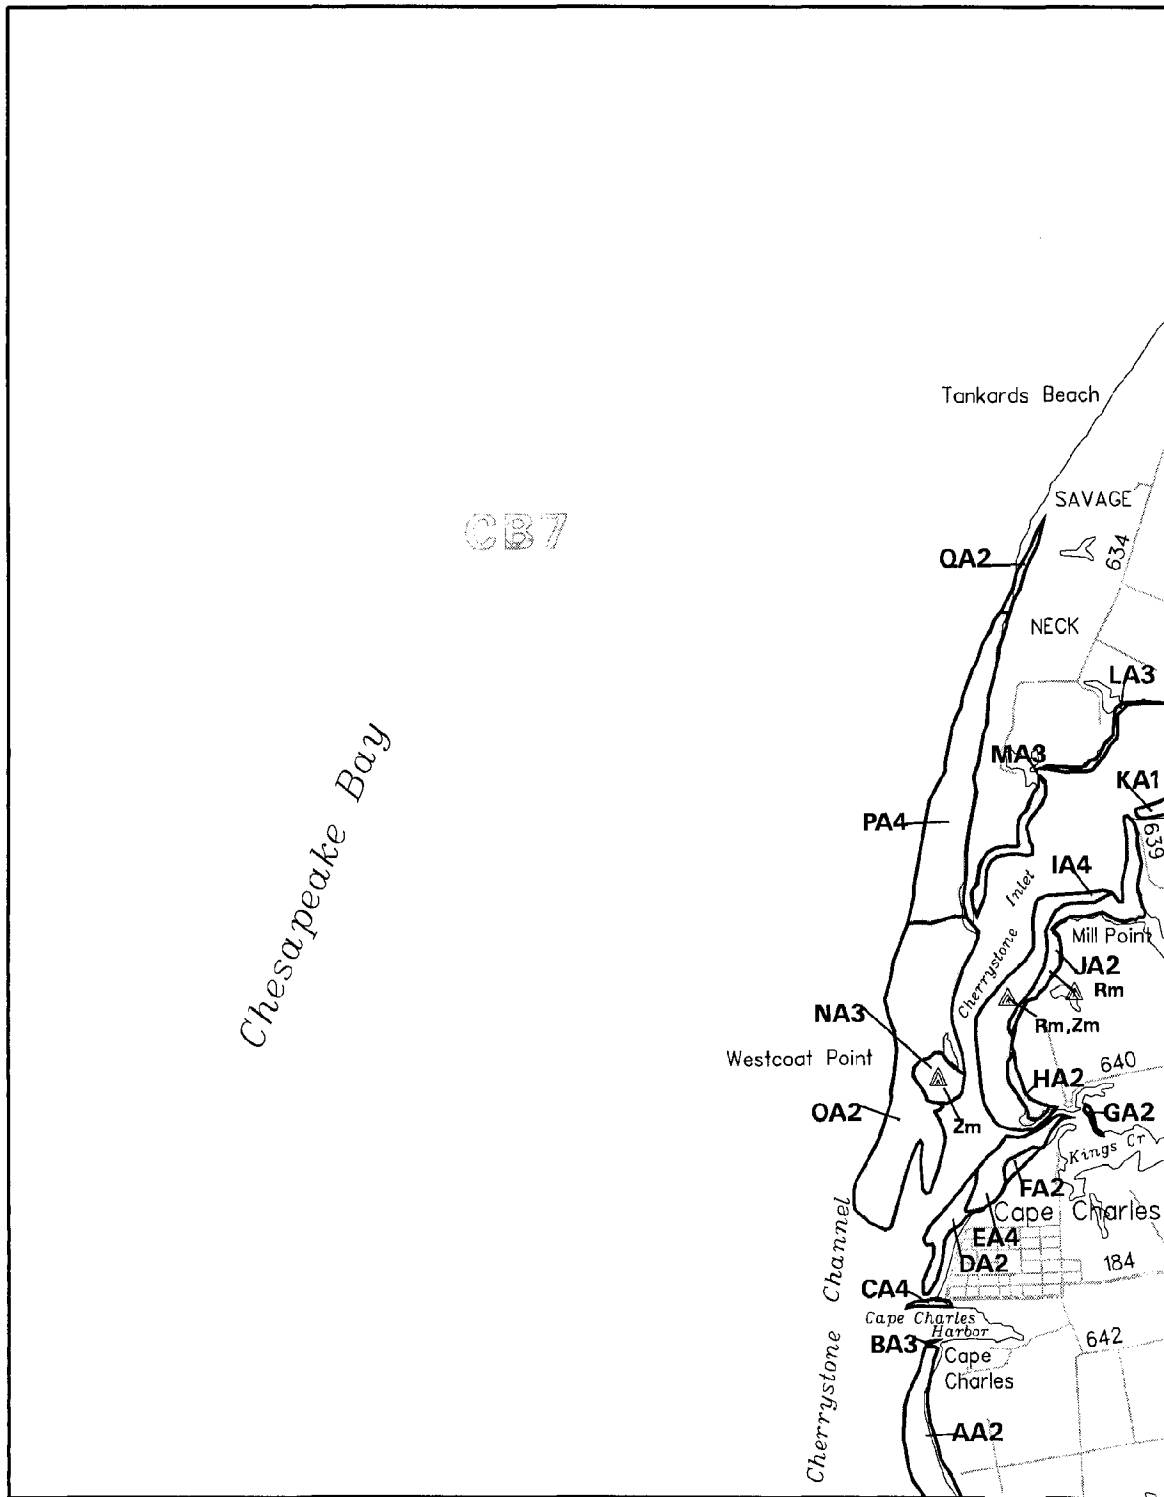 Tankards Beach
SAVAGE
CB7
634
QA2
NECK
LA3
MA3
KA1
Chesapeake Bay
PA4
639
IA4
Cherrystone Inlet
Mill Point
JA2
Rm
NA3
Rm,Zm
Westcoat Point
640
HA2
OA2
GA2
Zm
Kings Cr
FA2
Cape Charles
EA4
DA2
184
CA4
Cape Charles
Harbor
642
BA3
Cape
Charles
Cherrystone Channel
AA2